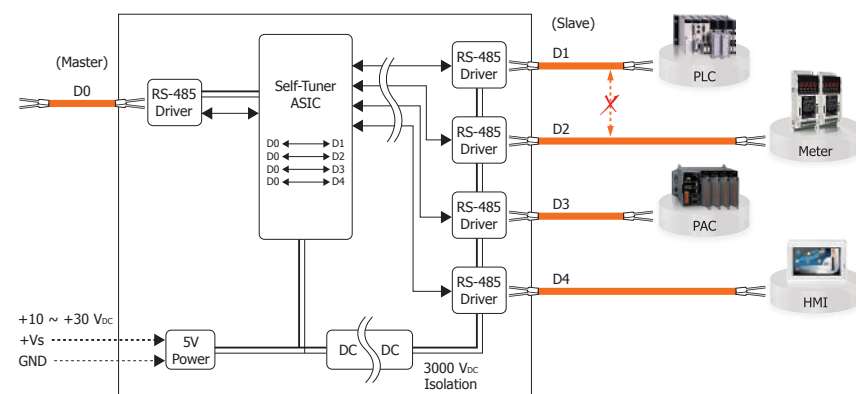 (Master)
D0
RS-485
Driver
Self-Tuner
ASIC
D0 D1
D0 D2
D0 D3
D0 D4
(Slave)
RS-485
Driver
D1
PLC
X
RS-485
Driver
D2
Meter
RS-485
Driver
D3
PAC
RS-485
Driver
D4
HMI
+10 ~ +30 VDC
+Vs
GND
5V
Power
DC DC
3000 VDC
Isolation